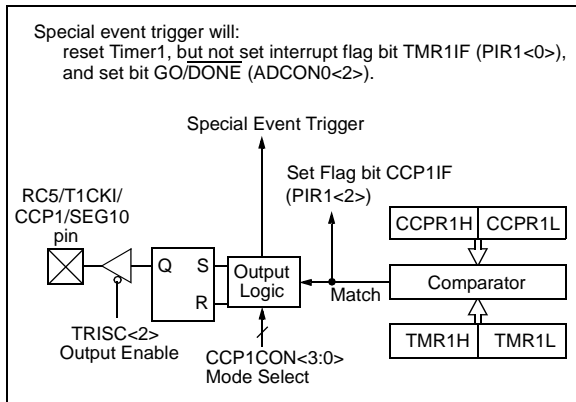 Special event trigger will:
reset Timer1, but not set interrupt flag bit TMR1IF (PIR1<0>),
and set bit GO/DONE (ADCON0<2>).
Special Event Trigger
Set Flag bit CCP1IF
(PIR1<2>)
RC5/T1CKI/
CCP1/SEG10
pin
CCPR1H CCPR1L
Q S
R
Output
Logic
Match
Comparator
TRISC<2>
Output Enable
CCP1CON<3:0>
Mode Select
TMR1H TMR1L